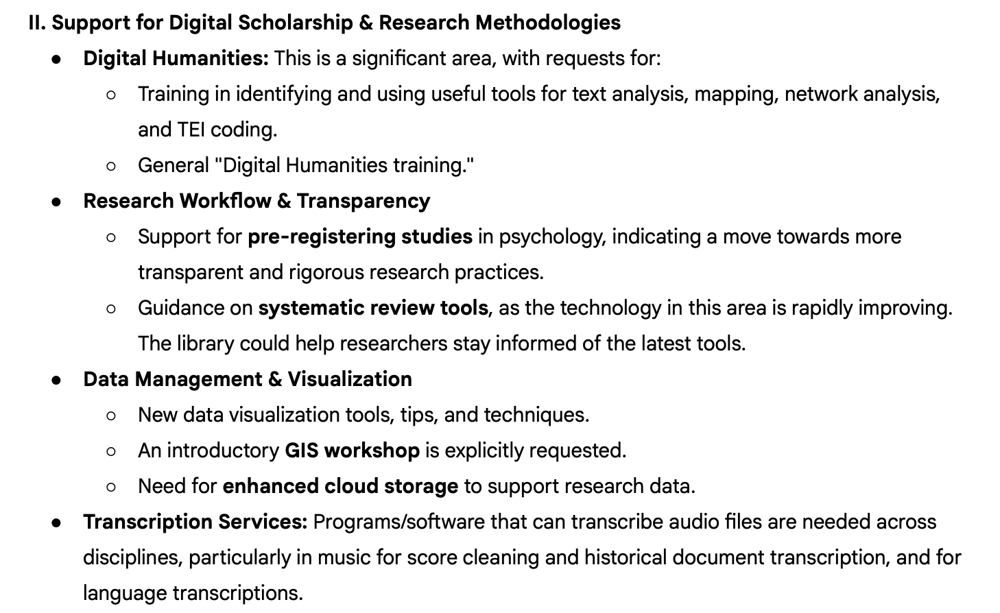 II. Support for Digital Scholarship & Research Methodologies
● Digital Humanities: This is a significant area, with requests for:
○ Training in identifying and using useful tools for text analysis, mapping, network analysis,
and TEI coding.
○ General "Digital Humanities training."
● Research Workflow & Transparency
○ Support for pre-registering studies in psychology, indicating a move towards more
transparent and rigorous research practices.
○ Guidance on systematic review tools, as the technology in this area is rapidly improving.
The library could help researchers stay informed of the latest tools.
● Data Management & Visualization
○ New data visualization tools, tips, and techniques.
○ An introductory GIS workshop is explicitly requested.
○ Need for enhanced cloud storage to support research data.
● Transcription Services: Programs/software that can transcribe audio files are needed across
disciplines, particularly in music for score cleaning and historical document transcription, and for
language transcriptions.